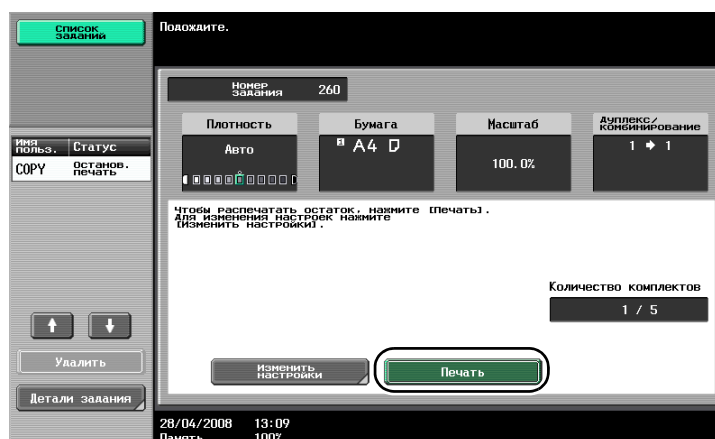 Список
заданий
Подождите.
Номер
задания
260
Плотность
Бумага
Масштаб
Дуплекс/
комбинирование
Авто
A4
100.0%
1 → 1
Имя
польз.
Статус
COPY
Останов.
печать
Чтобы распечатать остаток, нажмите [Печать].
Для изменения настроек нажмите
[Изменить настройки].
Количество комплектов
1 / 5
Удалить
Изменить
настройки
Печать
Детали задания
28/04/2008 13:09
Память 100%